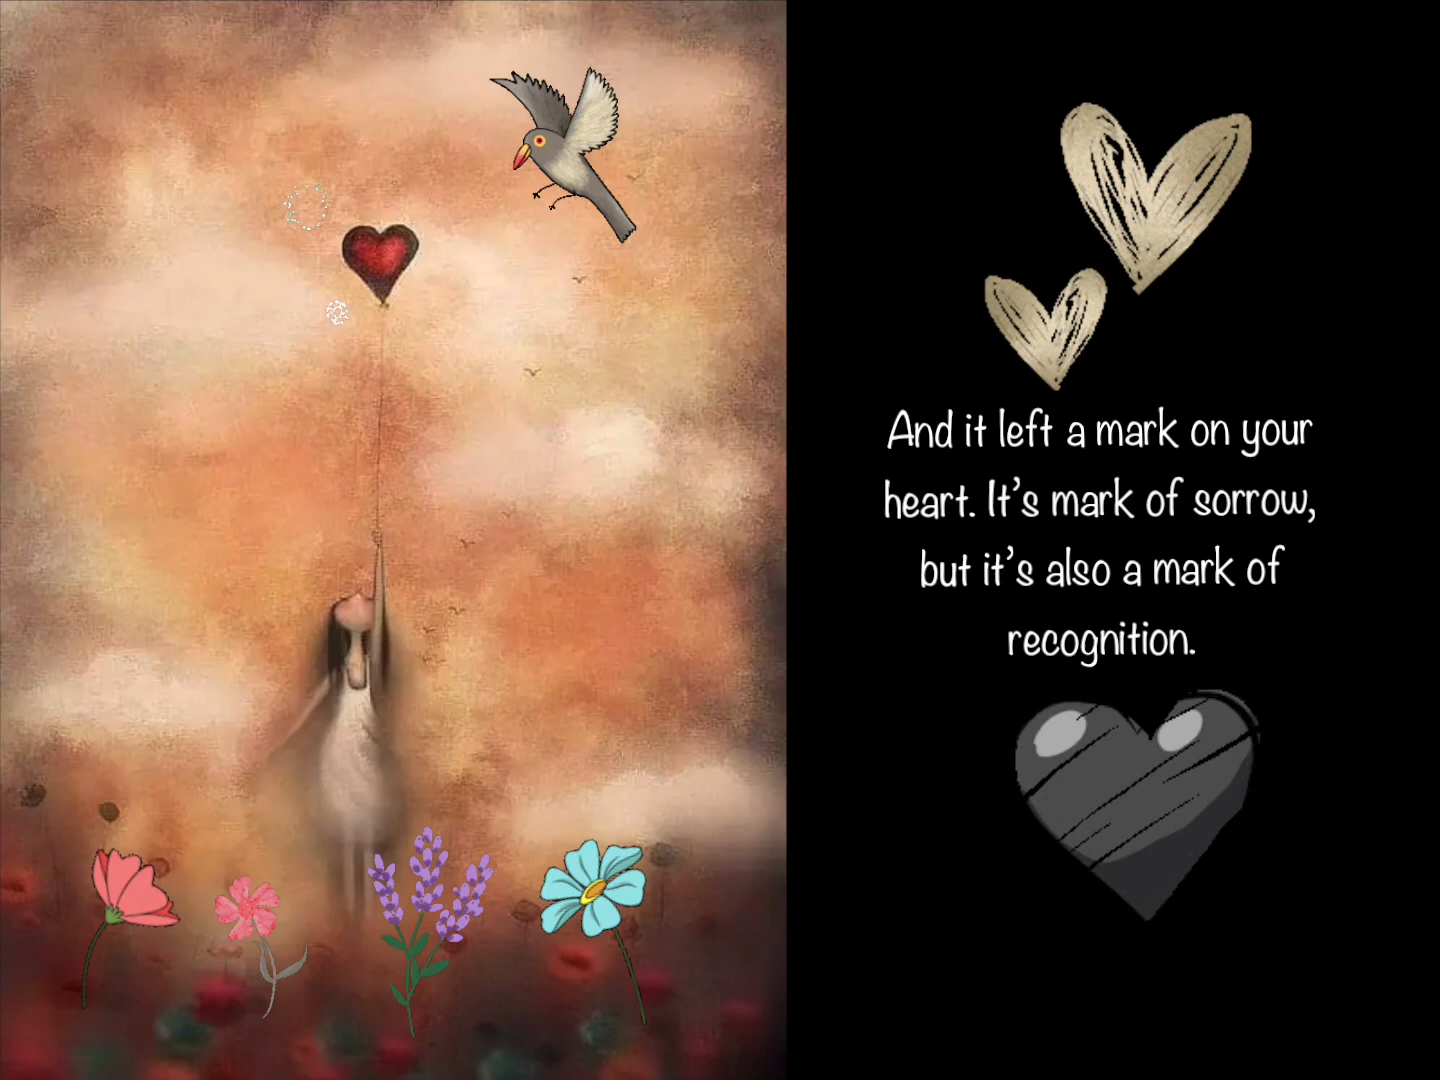 And it left a mark on your
heart. It's mark of sorrow,
but it's also a mark of
recognition.